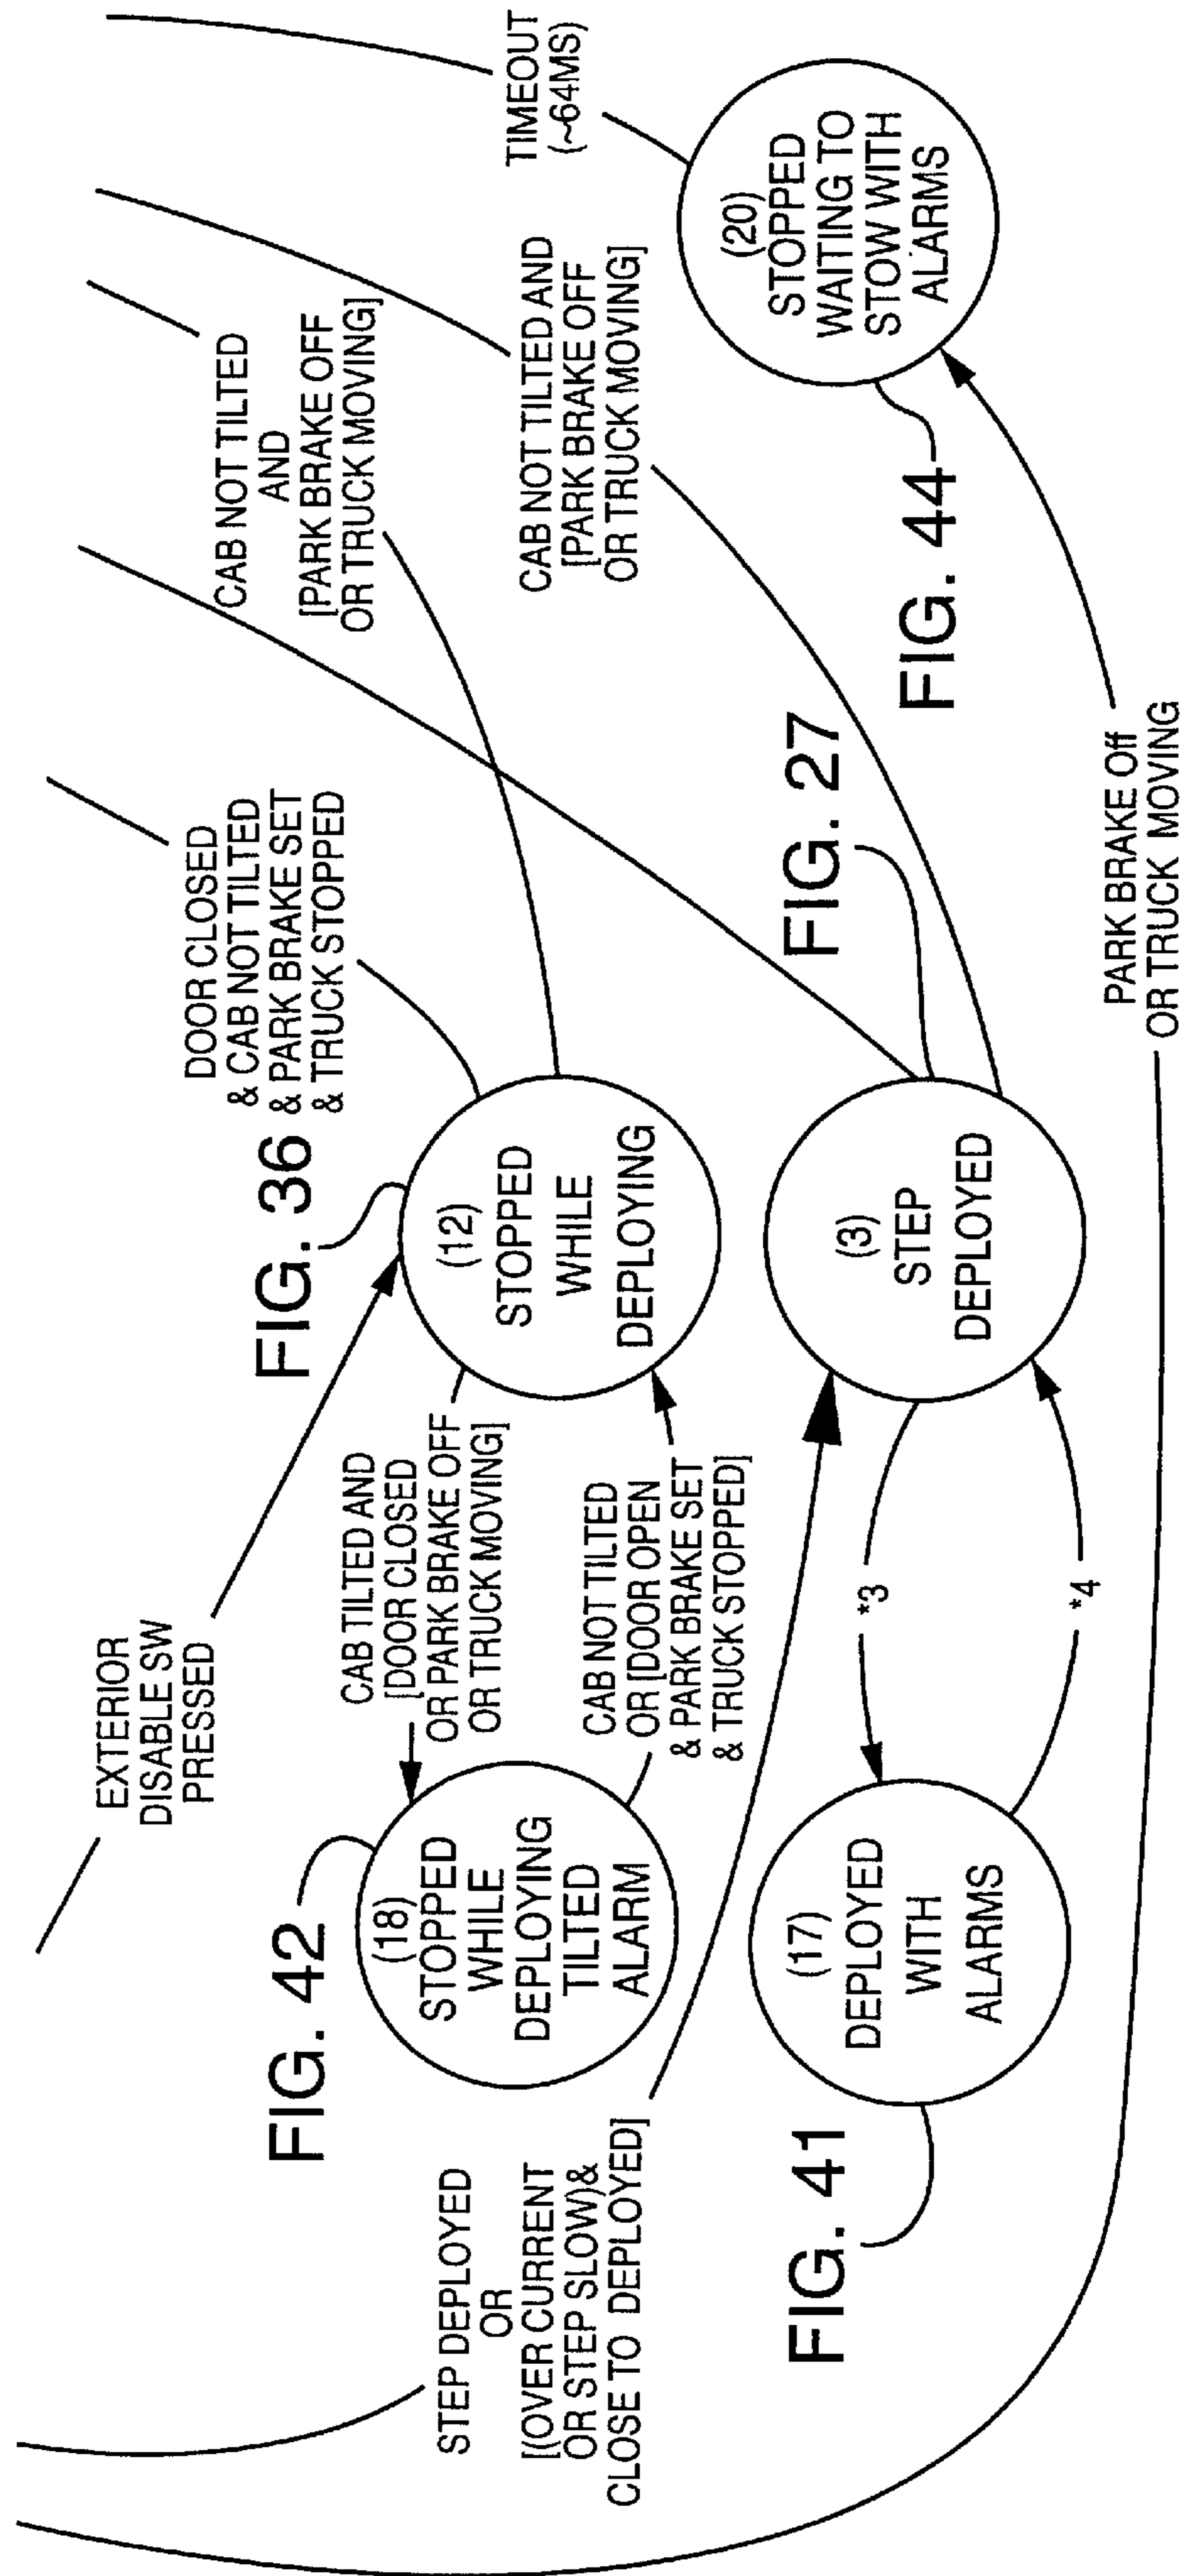 EXTERIOR
DISABLE SW
PRESSED
DOOR CLOSED
& CAB NOT TILTED
& PARK BRAKE SET
& TRUCK STOPPED
CAB NOT TILTED
AND
[PARK BRAKE OFF
OR TRUCK MOVING]
TIMEOUT
(~64MS)
FIG. 42
FIG. 36
CAB TILTED AND
[DOOR CLOSED
OR PARK BRAKE OFF
OR TRUCK MOVING]
CAB NOT TILTED AND
[PARK BRAKE OFF
OR TRUCK MOVING]
(18)
STOPPED
WHILE
DEPLOYING
TILTED
ALARM
(12)
STOPPED
WHILE
DEPLOYING
STEP DEPLOYED
OR
[(OVER CURRENT
OR STEP SLOW)&
CLOSE TO DEPLOYED]
CAB NOT TILTED
OR [DOOR OPEN
& PARK BRAKE SET
& TRUCK STOPPED]
(20)
STOPPED
WAITING TO
STOW WITH
ALARMS
FIG. 41
FIG. 27
FIG. 44
(17)
DEPLOYED
WITH
ALARMS
*3
*4
(3)
STEP
DEPLOYED
PARK BRAKE Off
OR TRUCK MOVING